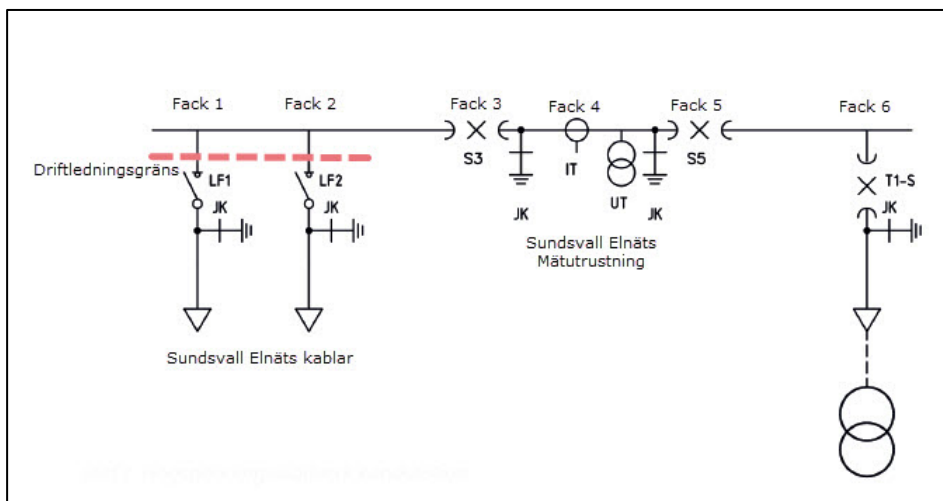 Fack 1
Fack 2
Fack 3
Fack 4
Fack 5
Fack 6
Driftledningsgräns
LF1
LF2
S3
IT
UT
S5
T1-S
JK
JK
JK
JK
JK
Sundsvall Elnäts
Mätutrustning
Sundsvall Elnäts kablar